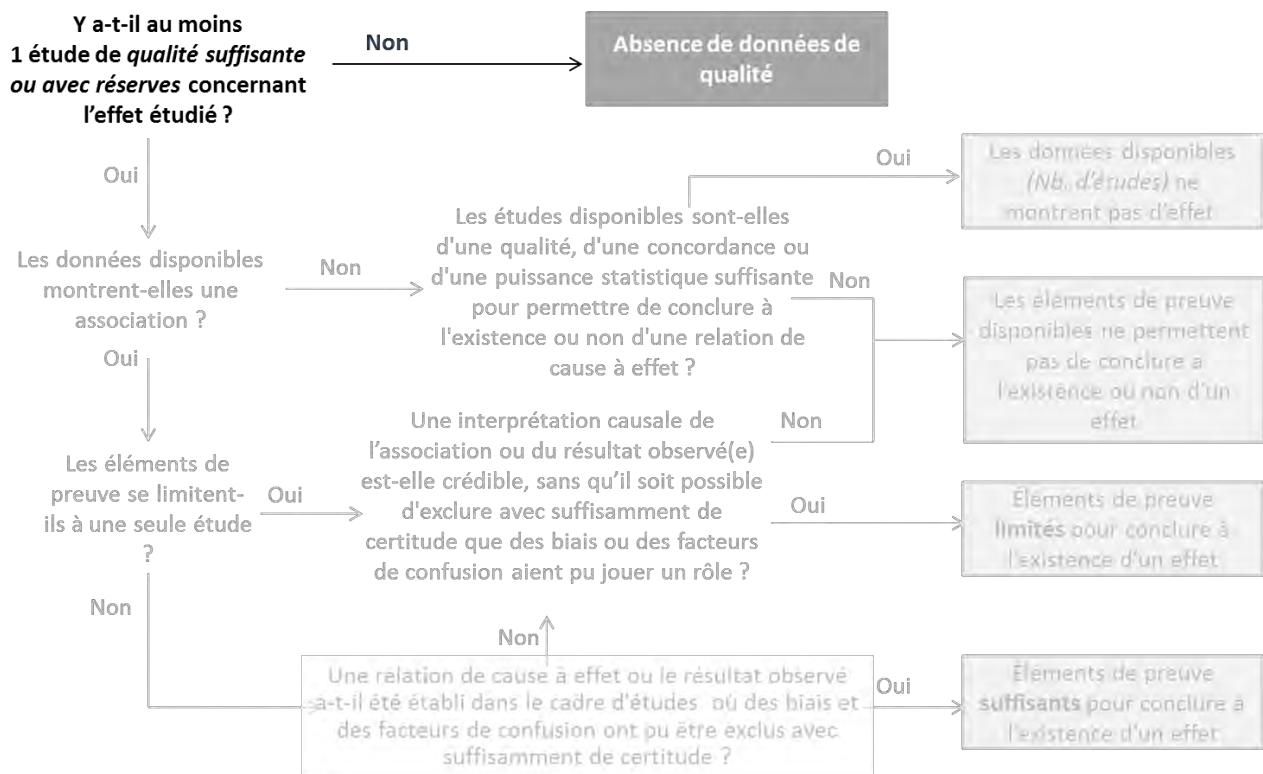 Y a-t-il au moins
1 étude de qualité suffisante
ou avec réserves concernant
l'effet étudié ?
Non
Absence de données de
qualité
Oui
Les données disponibles
montrent-elles une
association ?
Non
Les études disponibles sont-elles
d'une qualité, d'une concordance ou
d'une puissance statistique suffisante
pour permettre de conclure à
l'existence ou non d'une relation de
cause à effet ?
Oui
Les données disponibles
(Nb. d'études) ne
montrent pas d'effet
Non
Les éléments de preuve
disponibles ne permettent
pas de conclure a
l'existence ou non d'un
effet
Oui
Les éléments de
preuve se limitent-
ils à une seule étude
?
Oui
Une interprétation causale de
l'association ou du résultat observé(e)
est-elle crédible, sans qu'il soit possible
d'exclure avec suffisamment de
certitude que des biais ou des facteurs
de confusion aient pu jouer un rôle ?
Non
Oui
Éléments de preuve
limités pour conclure à
l'existence d'un effet
Non
Non
Une relation de cause à effet ou le résultat observé
a-t-il été établi dans le cadre d'études où des biais et
des facteurs de confusion ont pu être exclus avec
suffisamment de certitude ?
Oui
Éléments de preuve
suffisants pour conclure à
l'existence d'un effet